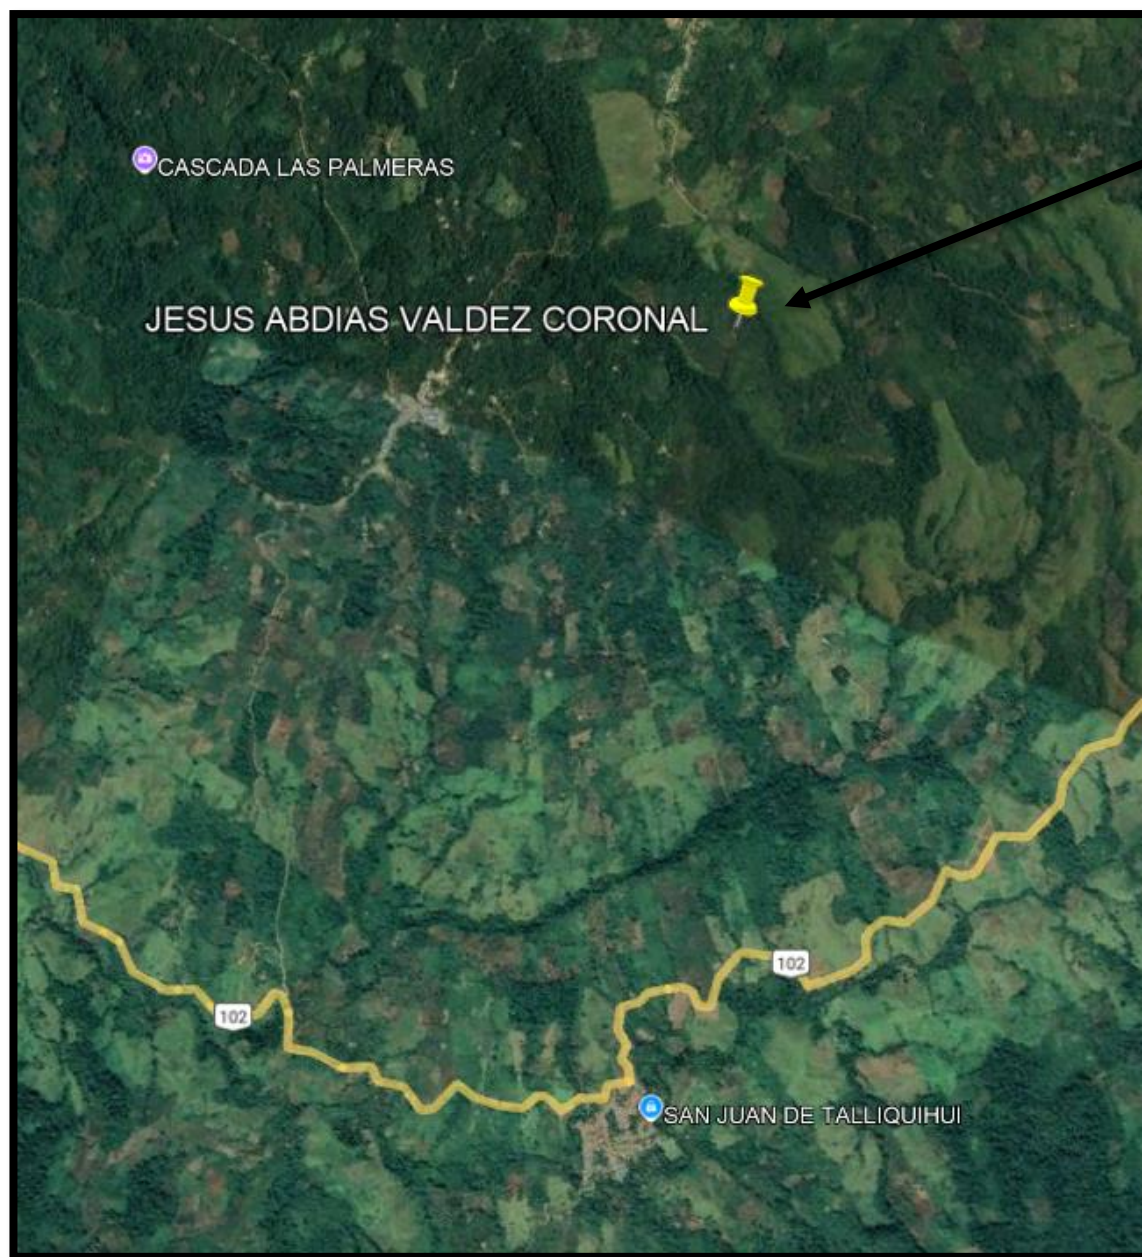 CASCADA LAS PALMERAS
JESUS ABDIAS VALDEZ CORONAL
102
102
SAN JUAN DE TALLIQUIHUI